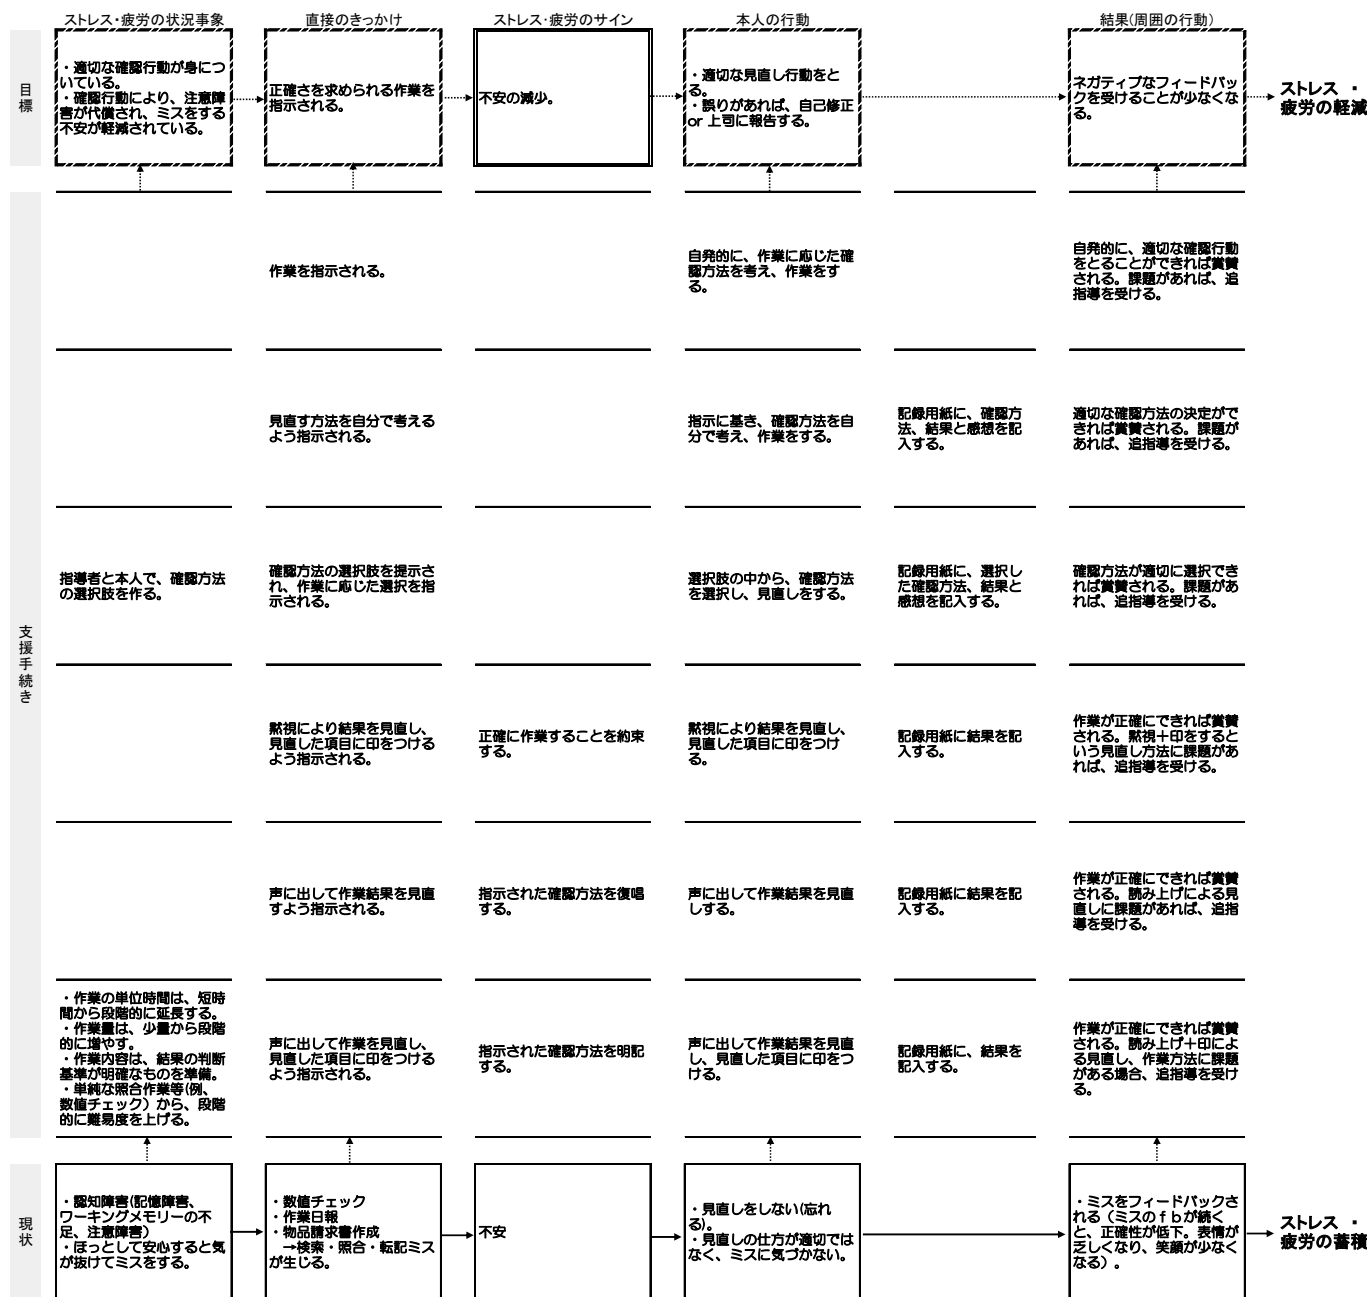 ストレス・疲労の状況事象
直接のきっかけ
ストレス・疲労のサイン
本人の行動
結果(周囲の行動)
目標
・適切な確認行動が身につ
いている。
・確認行動により、注意障
害が代償され、ミスをする
不安が軽減されている。
正確さを求められる作業を
指示される。
不安の減少。
・適切な見直し行動をと
る。
・誤りがあれば、自己修正
or 上司に報告する。
ネガティブなフィードバッ
クを受けることが少なくな
る。
ストレス ・
疲労の軽減
支援手続き
作業を指示される。
自発的に、作業に応じた確
認方法を考え、作業をす
る。
自発的に、適切な確認行動
をとることができれば賞賛
される。課題があれば、追
指導を受ける。
見直す方法を自分で考える
よう指示される。
指示に基き、確認方法を自
分で考え、作業をする。
記録用紙に、確認方
法、結果と感想を記
入する。
適切な確認方法の決定がで
きれば賞賛される。課題が
あれば、追指導を受ける。
指導者と本人で、確認方法
の選択肢を作る。
確認方法の選択肢を提示さ
れ、作業に応じた選択を指
示される。
選択肢の中から、確認方法
を選択し、見直しをする。
記録用紙に、選択し
た確認方法、結果と
感想を記入する。
確認方法が適切に選択でき
れば賞賛される。課題があ
れば、追指導を受ける。
黙視により結果を見直し、
見直した項目に印をつける
よう指示される。
正確に作業することを約束
する。
黙視により結果を見直し、
見直した項目に印をつけ
る。
記録用紙に結果を記
入する。
作業が正確にできれば賞賛
される。黙視＋印をすると
いう見直し方法に課題があ
れば、追指導を受ける。
声に出して作業結果を見直
すよう指示される。
指示された確認方法を復唱
する。
声に出して作業結果を見直
しする。
記録用紙に結果を記
入する。
作業が正確にできれば賞賛
される。読み上げによる見
直しに課題があれば、追指
導を受ける。
・作業の単位時間は、短時
間から段階的に延長する。
・作業量は、少量から段階
的に増やす。
・作業内容は、結果の判断
基準が明確なものを準備。
・単純な照合作業等(例、
数値チェック）から、段階
的に難易度を上げる。
声に出して作業を見直し、
見直した項目に印をつける
よう指示される。
指示された確認方法を明記
する。
声に出して作業結果を見直
し、見直した項目に印をつ
ける。
記録用紙に、結果を
記入する。
作業が正確にできれば賞賛
される。読み上げ＋印によ
る見直し、作業方法に課題
がある場合、追指導を受け
る。
現状
・認知障害(記憶障害、
ワーキングメモリーの不
足、注意障害）
・ほっとして安心すると気
が抜けてミスをする。
・数値チェック
・作業日報
・物品請求書作成
→検索・照合・転記ミス
が生じる。
不安
・見直しをしない(忘れ
る)。
・見直しの仕方が適切では
なく、ミスに気づかない。
・ミスをフィードバックさ
れる（ミスのｆｂが続く
と、正確性が低下。表情が
乏しくなり、笑顔が少なく
なる）。
ストレス ・
疲労の蓄積